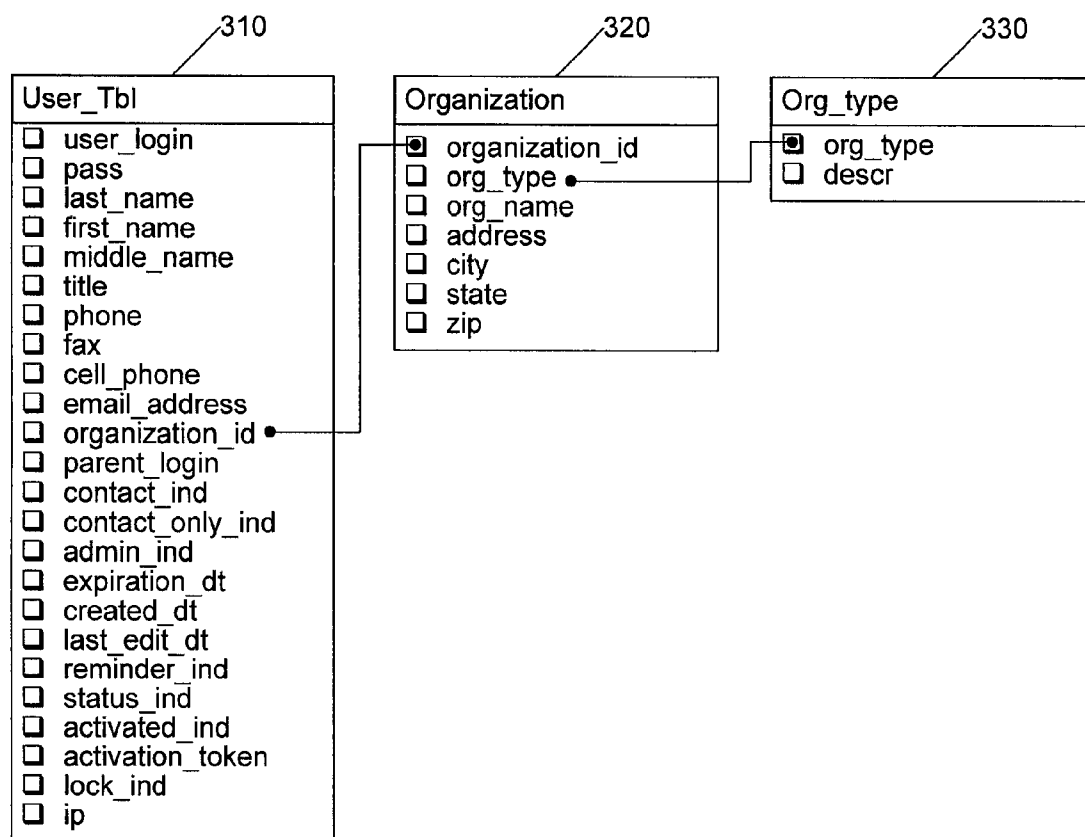 310
320
330
User_Tbl
user_login
pass
last_name
first_name
middle_name
title
phone
fax
cell_phone
email_address
organization_id
parent_login
contact_ind
contact_only_ind
admin_ind
expiration_dt
created_dt
last_edit_dt
reminder_ind
status_ind
activated_ind
activation_token
lock_ind
ip
Organization
organization_id
org_type
org_name
address
city
state
zip
Org_type
org_type
descr